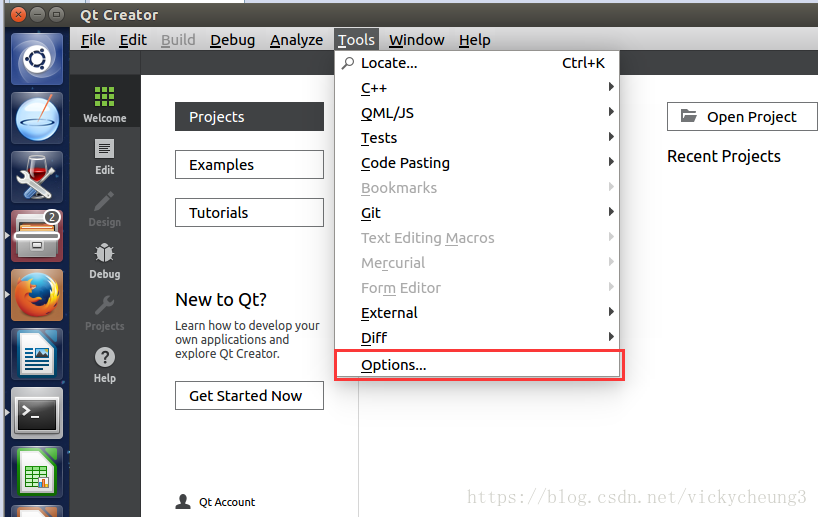 Qt Creator
File Edit Build Debug Analyze Tools Window Help
Locate... Ctrl+K
C++
QML/JS
Tests
Code Pasting
Bookmarks
Git
Text Editing Macros
Mercurial
Form Editor
External
Diff
Options...
Welcome
Edit
Design
Debug
Projects
Help
2
Projects
Examples
Tutorials
New to Qt?
Learn how to develop your
own applications and
explore Qt Creator.
Get Started Now
Qt Account
Open Project
Recent Projects
https://blog.csdn.net/vickycheung3